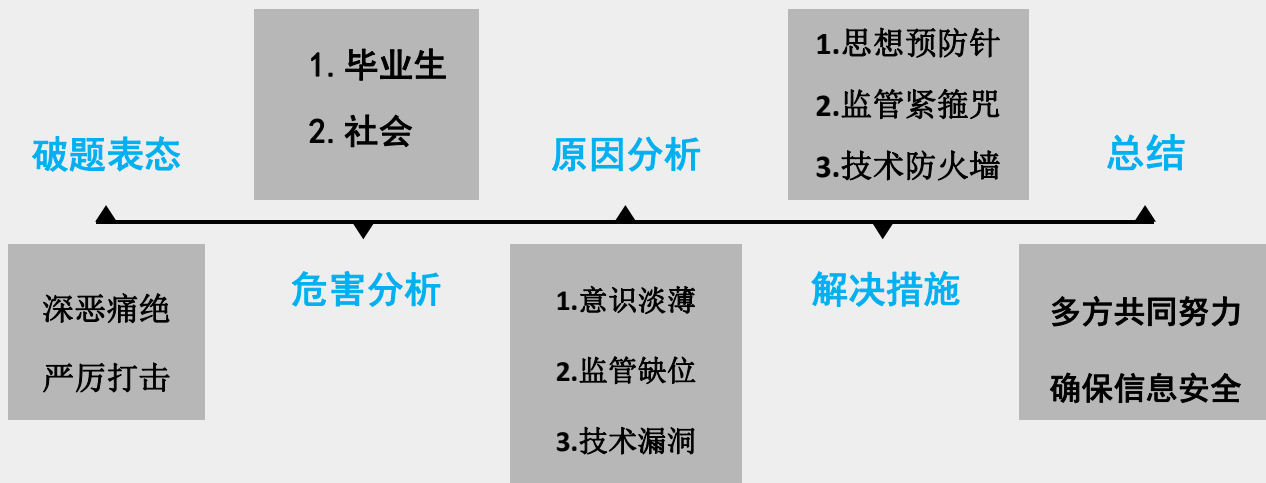 破题表态
深恶痛绝
严厉打击
1. 毕业生
2. 社会
危害分析
原因分析
1.意识淡薄
2.监管缺位
3.技术漏洞
1.思想预防针
2.监管紧箍咒
3.技术防火墙
解决措施
总结
多方共同努力
确保信息安全